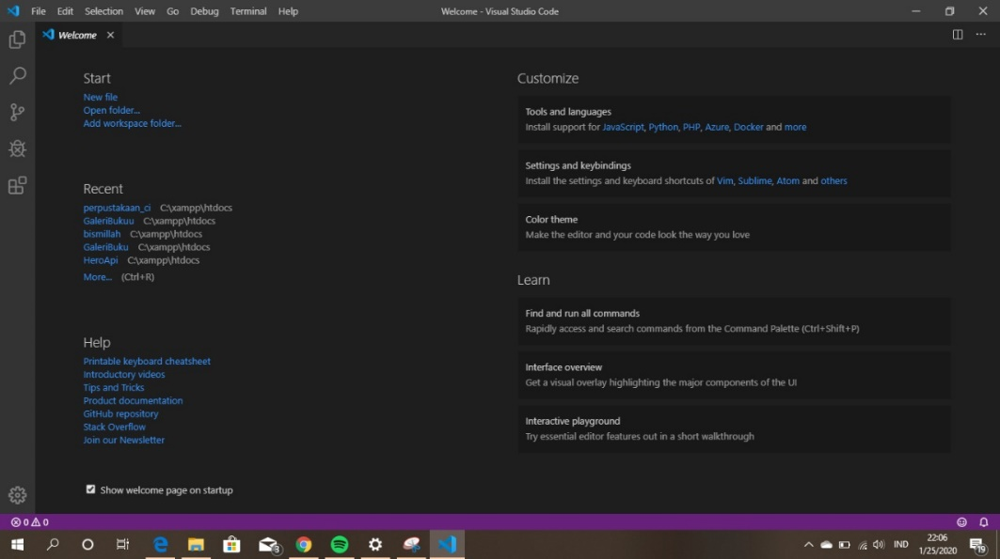 File Edit Selection View Go Debug Terminal Help
Welcome - Visual Studio Code
Welcome
Start
New file
Open folder...
Add workspace folder...
Recent
perpustakaan_ci C:\xampp\htdocs
GaleriBukuu C:\xampp\htdocs
bismillah C:\xampp\htdocs
GaleriBuku C:\xampp\htdocs
HeroApi C:\xampp\htdocs
More... (Ctrl+R)
Help
Printable keyboard cheatsheet
Introductory videos
Tips and Tricks
Product documentation
GitHub repository
Stack Overflow
Join our Newsletter
Show welcome page on startup
Customize
Tools and languages
Install support for JavaScript, Python, PHP, Azure, Docker and more
Settings and keybindings
Install the settings and keyboard shortcuts of Vim, Sublime, Atom and others
Color theme
Make the editor and your code look the way you love
Learn
Find and run all commands
Rapidly access and search commands from the Command Palette (Ctrl+Shift+P)
Interface overview
Get a visual overlay highlighting the major components of the UI
Interactive playground
Try essential editor features out in a short walkthrough
0 0
3
IND
22:06
1/25/2020
19